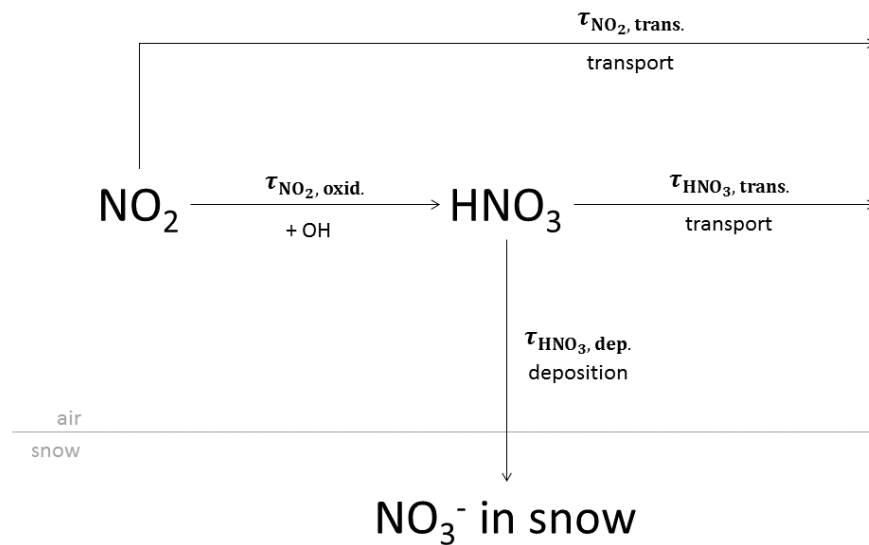 τNO₂, trans.
transport
NO₂
τNO₂, oxid.
+ OH
HNO₃
τHNO₃, trans.
transport
τHNO₃, dep.
deposition
air
snow
NO₃⁻ in snow